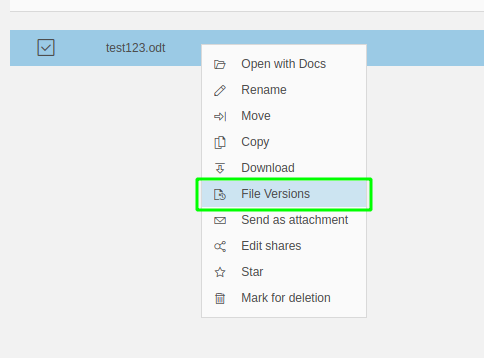 test123.odt
Open with Docs
Rename
Move
Copy
Download
File Versions
Send as attachment
Edit shares
Star
Mark for deletion